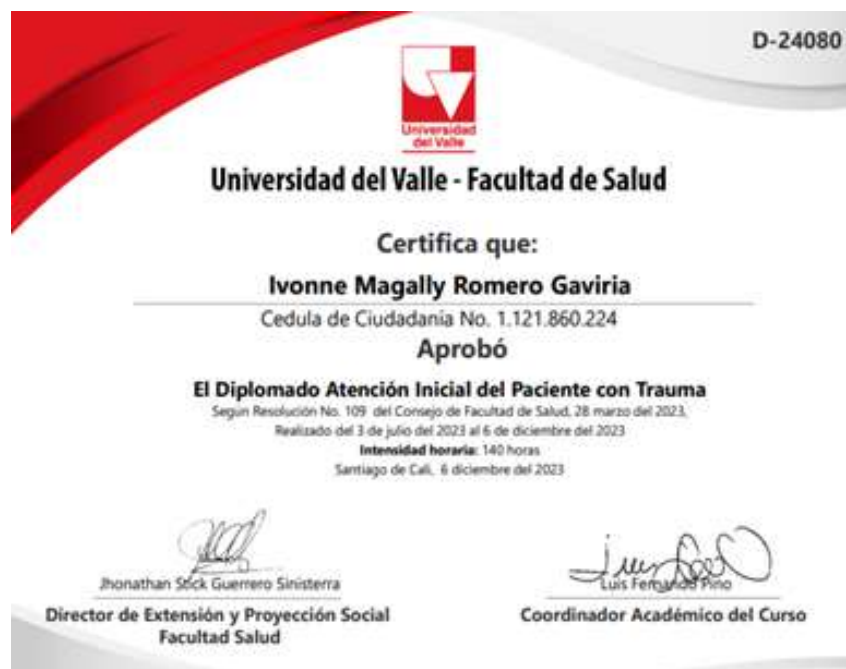 D-24080
Universidad
del Valle
Universidad del Valle - Facultad de Salud
Certifica que:
Ivonne Magally Romero Gaviria
Cedula de Ciudadanía No. 1.121.860.224
Aprobó
El Diplomado Atención Inicial del Paciente con Trauma
Según Resolución No. 109 del Consejo de Facultad de Salud, 28 marzo del 2023,
Realizado del 3 de julio del 2023 al 6 de diciembre del 2023
Intensidad horaria: 140 horas
Santiago de Cali, 6 diciembre del 2023
Jhonathan Stick Guerrero Sinisterra
Director de Extensión y Proyección Social
Facultad Salud
Luis Fernando Pino
Coordinador Académico del Curso